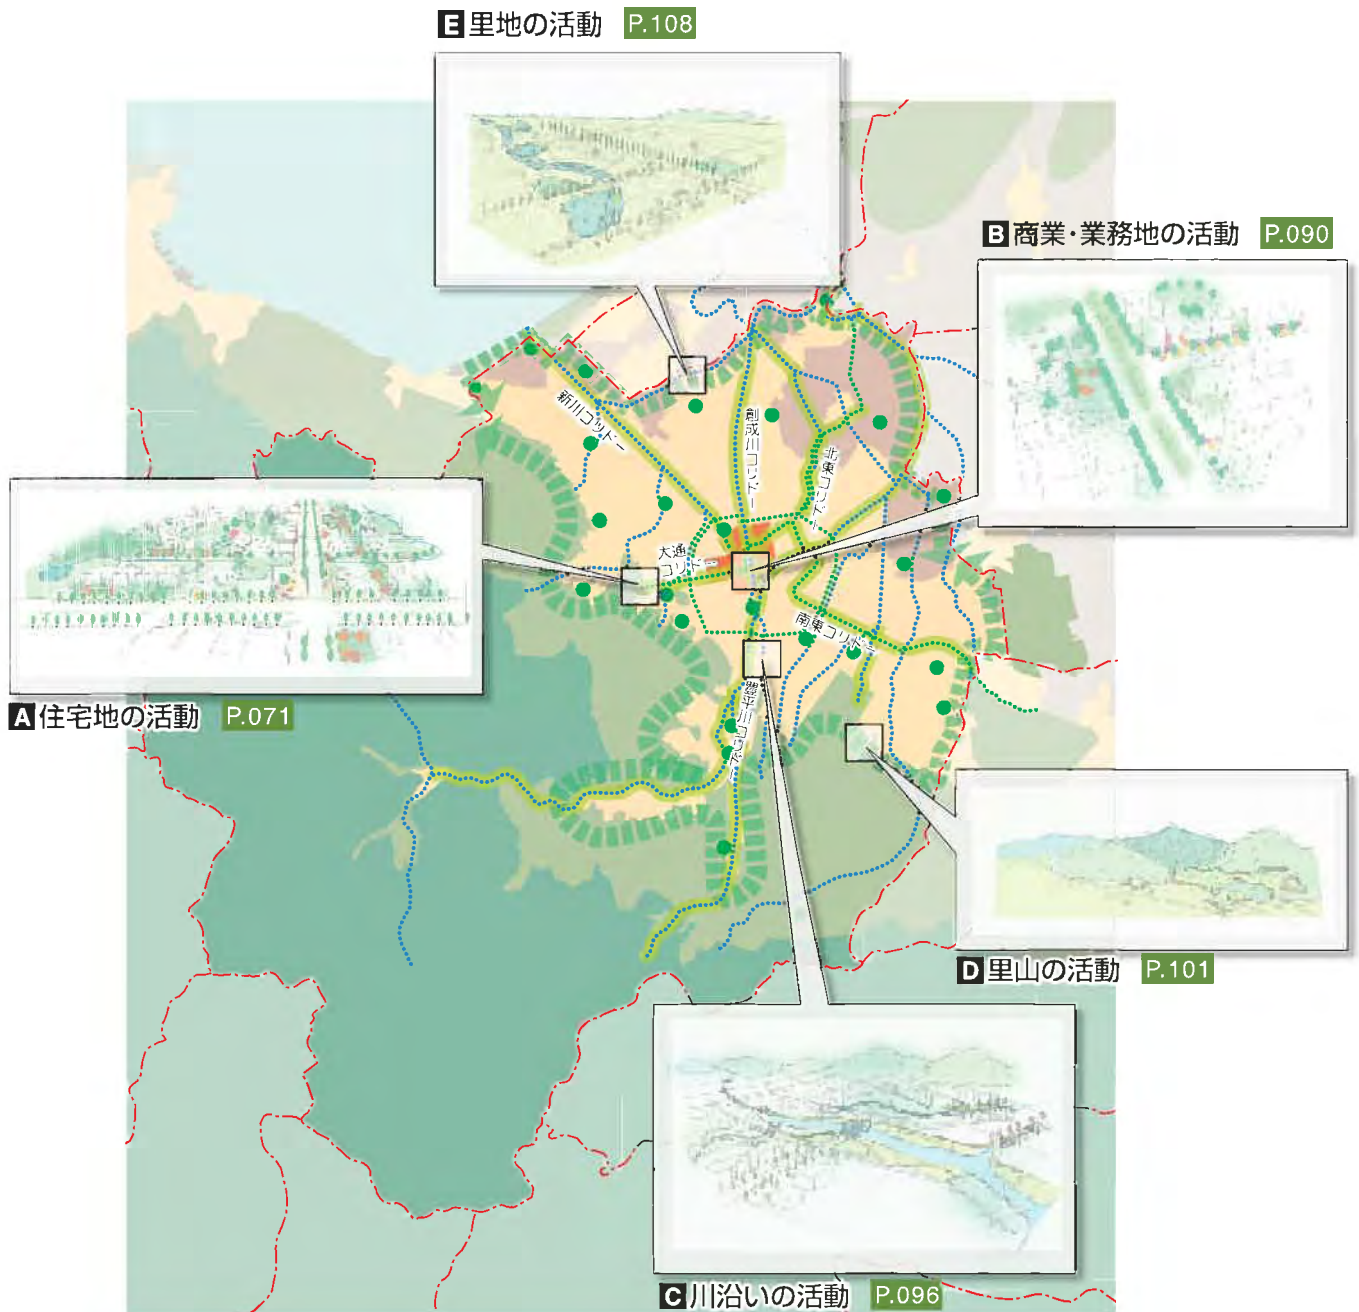 E 里地の活動 P.108
B 商業・業務地の活動 P.090
新川コリドー
創成川コリドー
北東コリドー
大通
コリドー
南東コリドー
A 住宅地の活動 P.071
豊平川コリドー
D 里山の活動 P.101
C 川沿いの活動 P.096